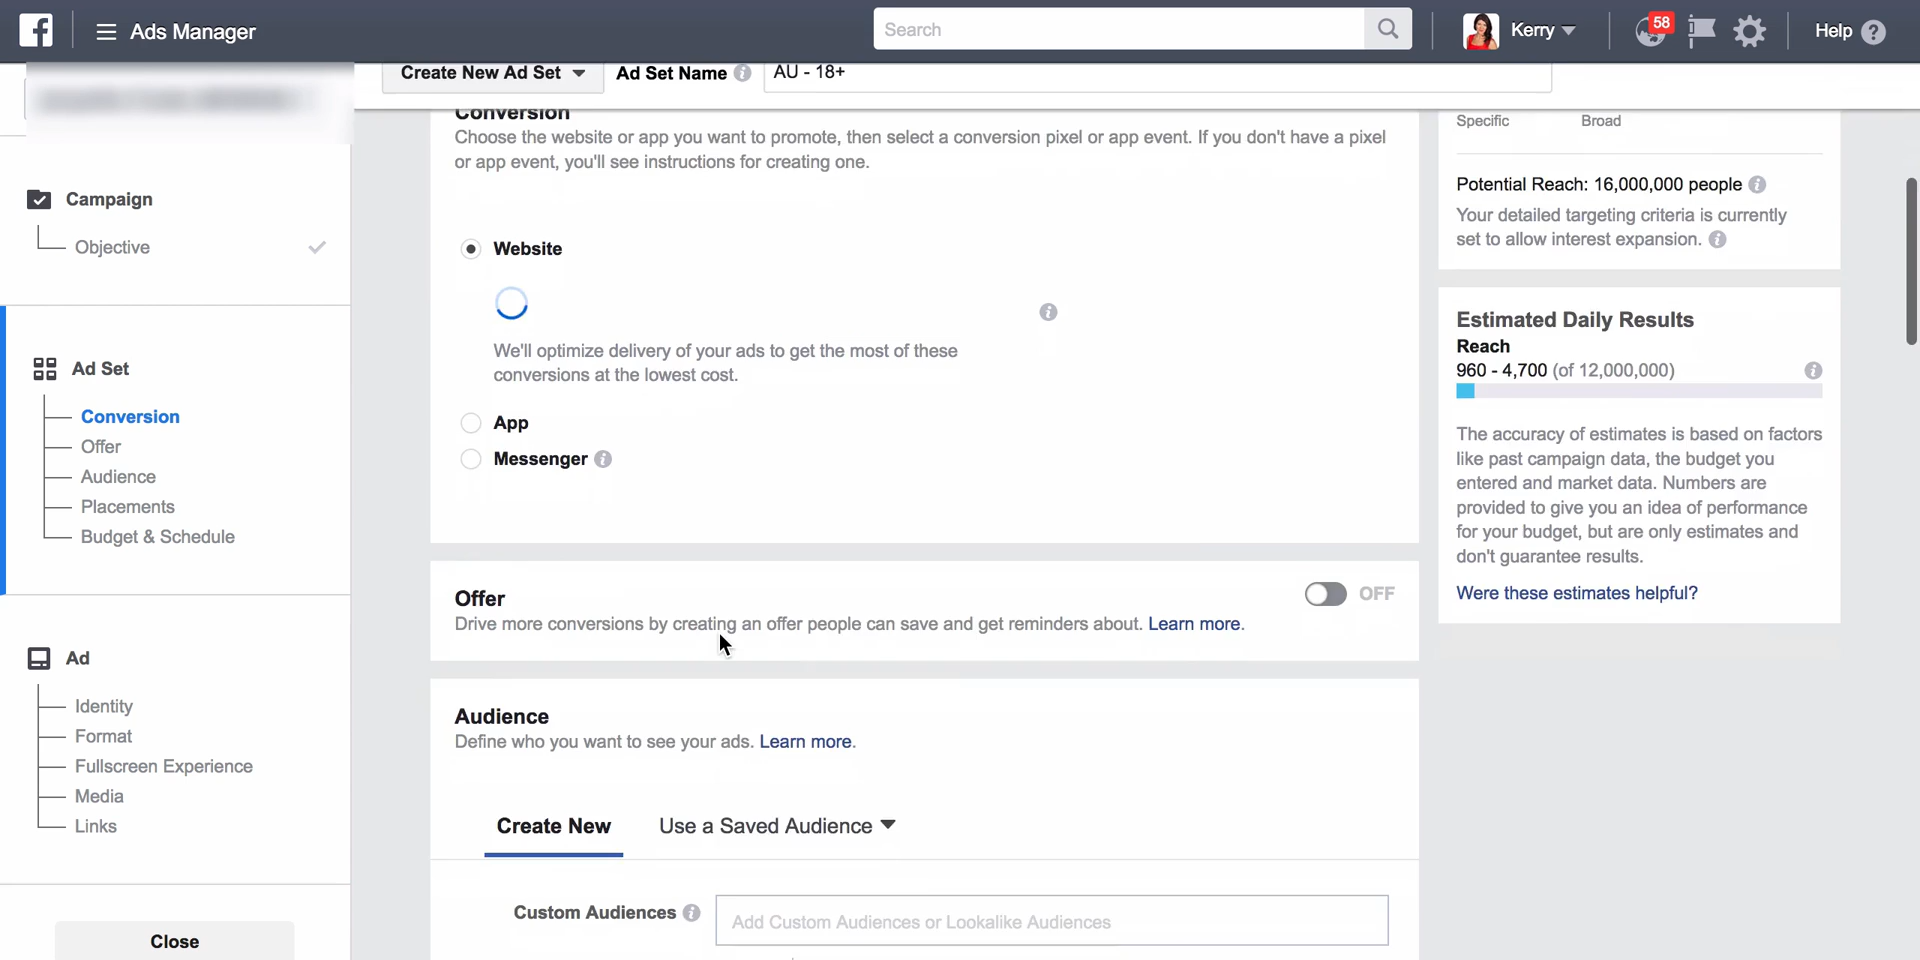 Ads Manager
Search
Kerry
58
Help
Create New Ad Set
Ad Set Name
AU - 18+
Campaign
Objective
Ad Set
Conversion
Offer
Audience
Placements
Budget & Schedule
Ad
Identity
Format
Fullscreen Experience
Media
Links
Close
Conversion
Choose the website or app you want to promote, then select a conversion pixel or app event. If you don't have a pixel
or app event, you'll see instructions for creating one.
Website
We'll optimize delivery of your ads to get the most of these
conversions at the lowest cost.
App
Messenger
Offer
OFF
Drive more conversions by creating an offer people can save and get reminders about. Learn more.
Audience
Define who you want to see your ads. Learn more.
Create New
Use a Saved Audience
Custom Audiences
Add Custom Audiences or Lookalike Audiences
Specific
Broad
Potential Reach: 16,000,000 people
Your detailed targeting criteria is currently
set to allow interest expansion.
Estimated Daily Results
Reach
960 - 4,700 (of 12,000,000)
The accuracy of estimates is based on factors
like past campaign data, the budget you
entered and market data. Numbers are
provided to give you an idea of performance
for your budget, but are only estimates and
don't guarantee results.
Were these estimates helpful?